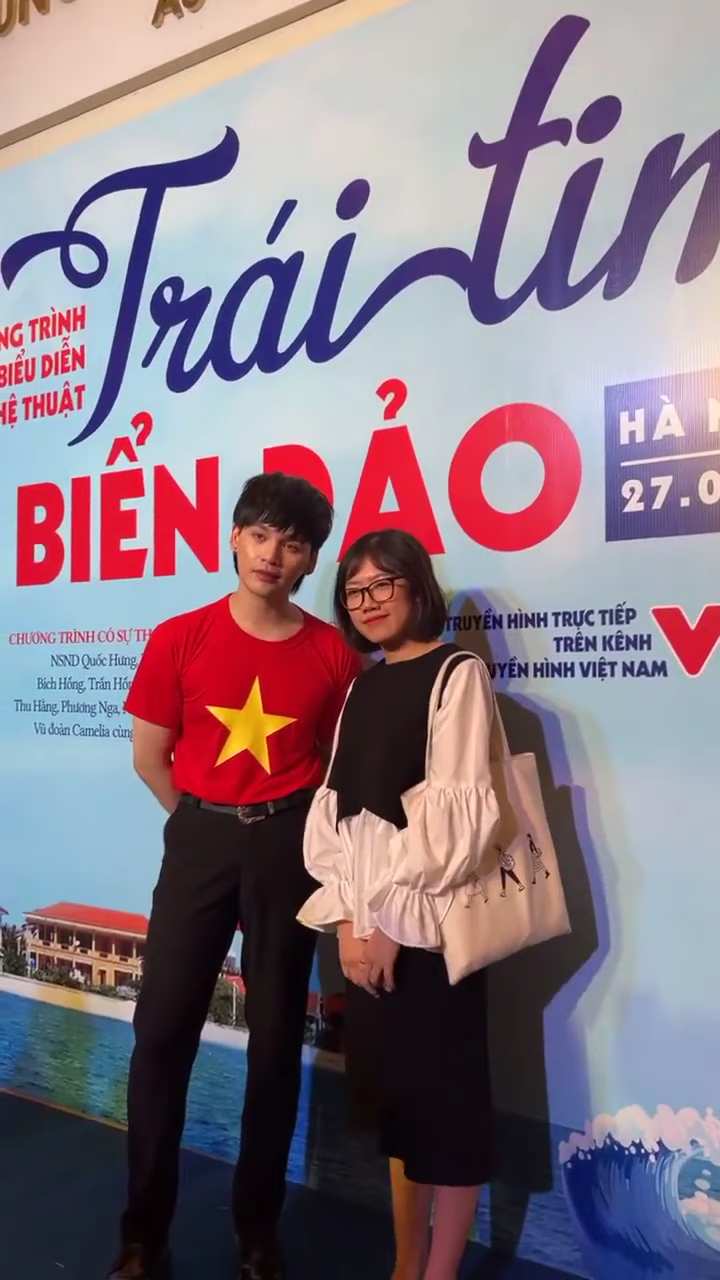 Trái tim
NG TRÌNH
BIỂU DIỄN
HỆ THUẬT
BIỂN ĐẢO
HÀ N
27.0
CHƯƠNG TRÌNH CÓ SỰ TH
NSND Quốc Hưng,
Bích Hồng, Trần Hồn
Thu Hằng, Phương Nga,
Vũ đoàn Camelia cùng
TRUYỀN HÌNH TRỰC TIẾP
TRÊN KÊNH
UYỀN HÌNH VIỆT NAM
V